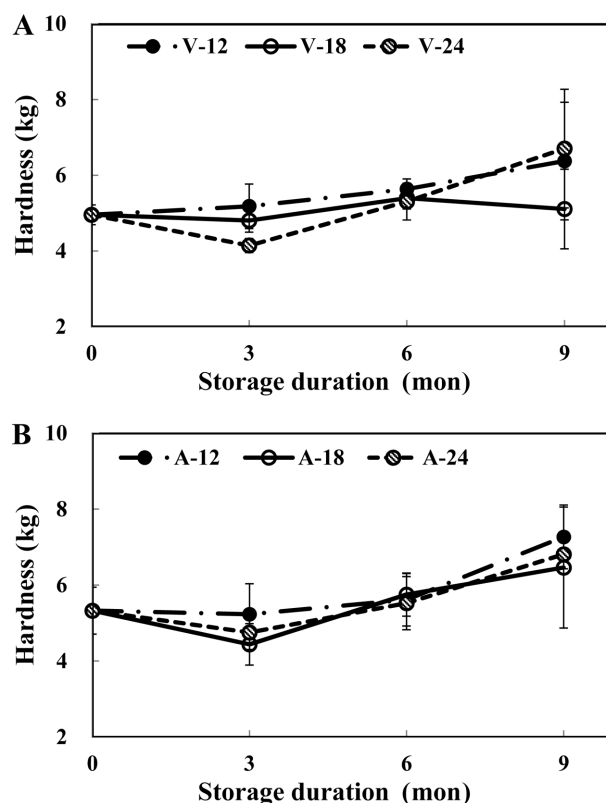 A
10
8
6
4
2
V-12 V-18 V-24
Hardness (kg)
0 3 6 9
Storage duration (mon)
B
10
8
6
4
2
A-12 A-18 A-24
Hardness (kg)
0 3 6 9
Storage duration (mon)